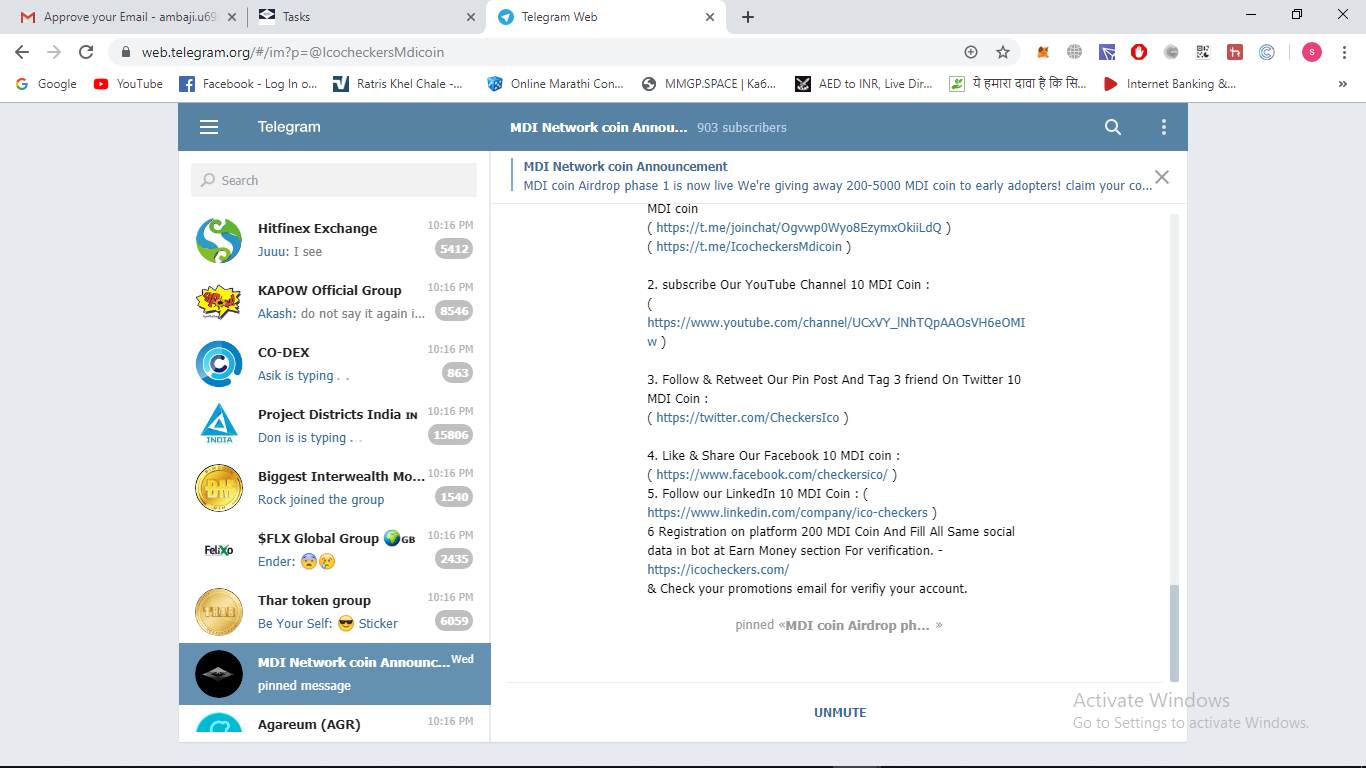 Approve your Email - ambaji.u69
Tasks
Telegram Web
web.telegram.org/#/im?p=@IcocheckersMdicoin
s
Google
YouTube
Facebook - Log In o...
Ratris Khel Chale -...
Online Marathi Con...
MMGP.SPACE | Ka6...
AED to INR, Live Dir...
ये हमारा दावा है कि सि...
Internet Banking &...
»
Telegram
MDI Network coin Annou... 903 subscribers
Search
MDI Network coin Announcement
MDI coin Airdrop phase 1 is now live We're giving away 200-5000 MDI coin to early adopters! claim your co...
Hitfinex Exchange 10:16 PM
Juuu: I see 5412
KAPOW Official Group 10:16 PM
Akash: do not say it again i... 8546
CO-DEX 10:16 PM
Asik is typing . . 863
INDIA
Project Districts India IN 10:16 PM
Don is is typing . . . 15806
BM
Biggest Interwealth Mo... 10:16 PM
Rock joined the group 1540
FeliXo
$FLX Global Group 🌍GB 10:16 PM
Ender: 😨😢 2435
Thar token group 10:16 PM
Be Your Self: 😎 Sticker 6059
MDI Network coin Announc... Wed
pinned message
Agareum (AGR) 10:16 PM
MDI coin
( https://t.me/joinchat/Ogvwp0Wyo8EzymxOkiiLdQ )
( https://t.me/IcocheckersMdicoin )
2. subscribe Our YouTube Channel 10 MDI Coin :
(
https://www.youtube.com/channel/UCxVY_lNhTQpAAOsVH6eOMI
w )
3. Follow & Retweet Our Pin Post And Tag 3 friend On Twitter 10
MDI Coin :
( https://twitter.com/CheckersIco )
4. Like & Share Our Facebook 10 MDI coin :
( https://www.facebook.com/checkersico/ )
5. Follow our LinkedIn 10 MDI Coin : (
https://www.linkedin.com/company/ico-checkers )
6 Registration on platform 200 MDI Coin And Fill All Same social
data in bot at Earn Money section For verification. -
https://icocheckers.com/
& Check your promotions email for verifiy your account.
pinned «MDI coin Airdrop ph... »
UNMUTE
Activate Windows
Go to Settings to activate Windows.